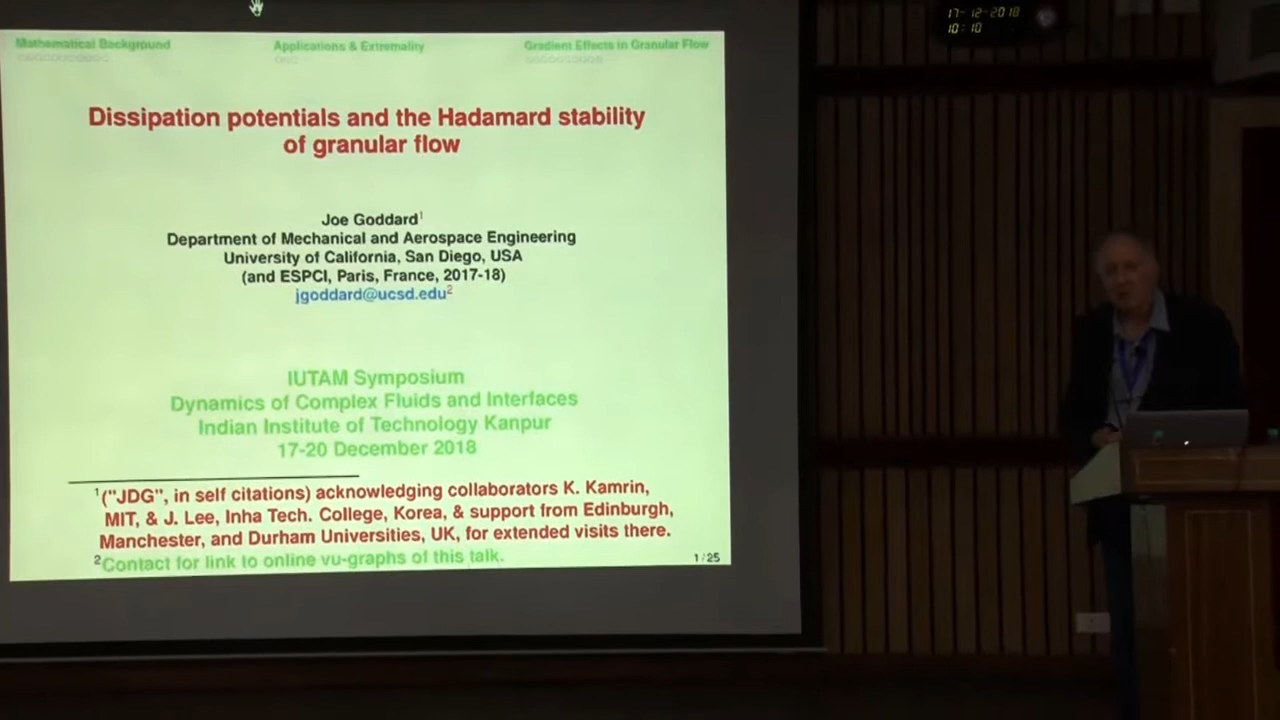 17-12-2018
10:10
Mathematical Background
Applications & Extremality
Gradient Effects in Granular Flow
Dissipation potentials and the Hadamard stability
of granular flow
Joe Goddard1
Department of Mechanical and Aerospace Engineering
University of California, San Diego, USA
(and ESPCI, Paris, France, 2017-18)
jgoddard@ucsd.edu2
IUTAM Symposium
Dynamics of Complex Fluids and Interfaces
Indian Institute of Technology Kanpur
17-20 December 2018
1("JDG", in self citations) acknowledging collaborators K. Kamrin,
MIT, & J. Lee, Inha Tech. College, Korea, & support from Edinburgh,
Manchester, and Durham Universities, UK, for extended visits there.
2Contact for link to online vu-graphs of this talk.
1/25